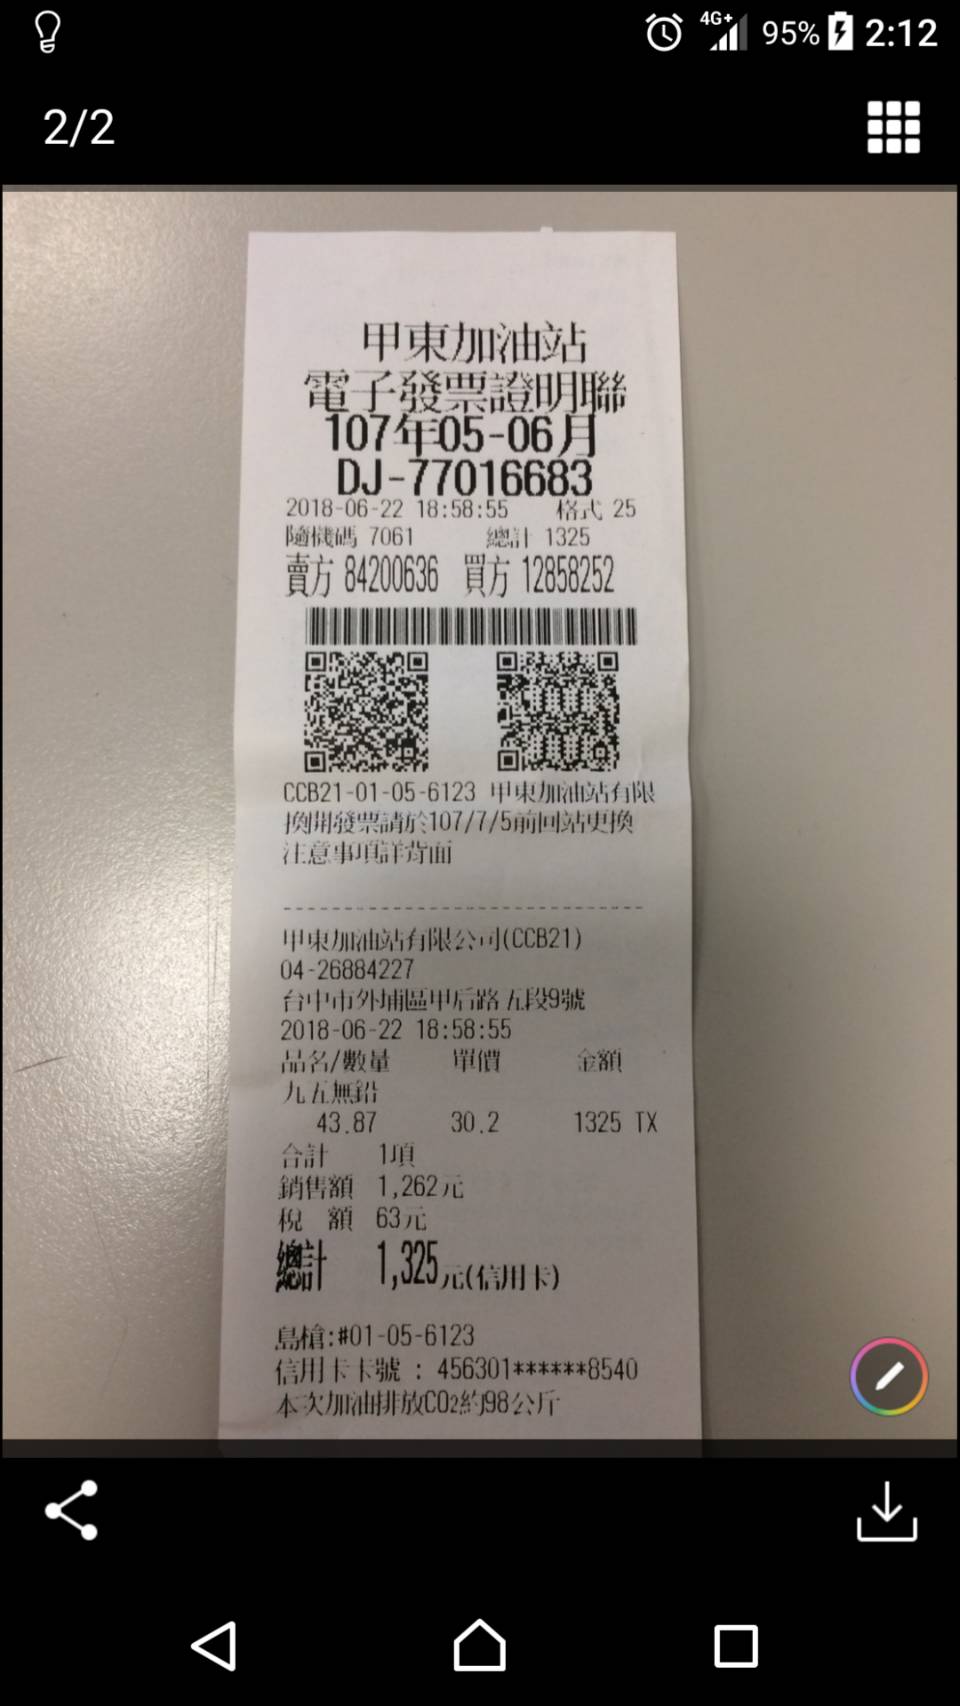 4G+ 95% 2:12
2/2
甲東加油站
電子發票證明聯
107年05-06月
DJ-77016683
2018-06-22 18:58:55 格式 25
隨機碼 7061 總計 1325
賣方 84200636 買方 12858252
CCB21-01-05-6123 甲東加油站有限
換開發票請於107/7/5前回站更換
注意事項詳背面
甲東加油站有限公司(CCB21)
04-26884227
台中市外埔區甲后路五段9號
2018-06-22 18:58:55
品名/數量 單價 金額
九五無鉛
43.87 30.2 1325 TX
合計 1項
銷售額 1,262元
稅 額 63元
總計 1,325元(信用卡)
島槍:#01-05-6123
信用卡卡號 : 456301******8540
本次加油排放CO2約98公斤